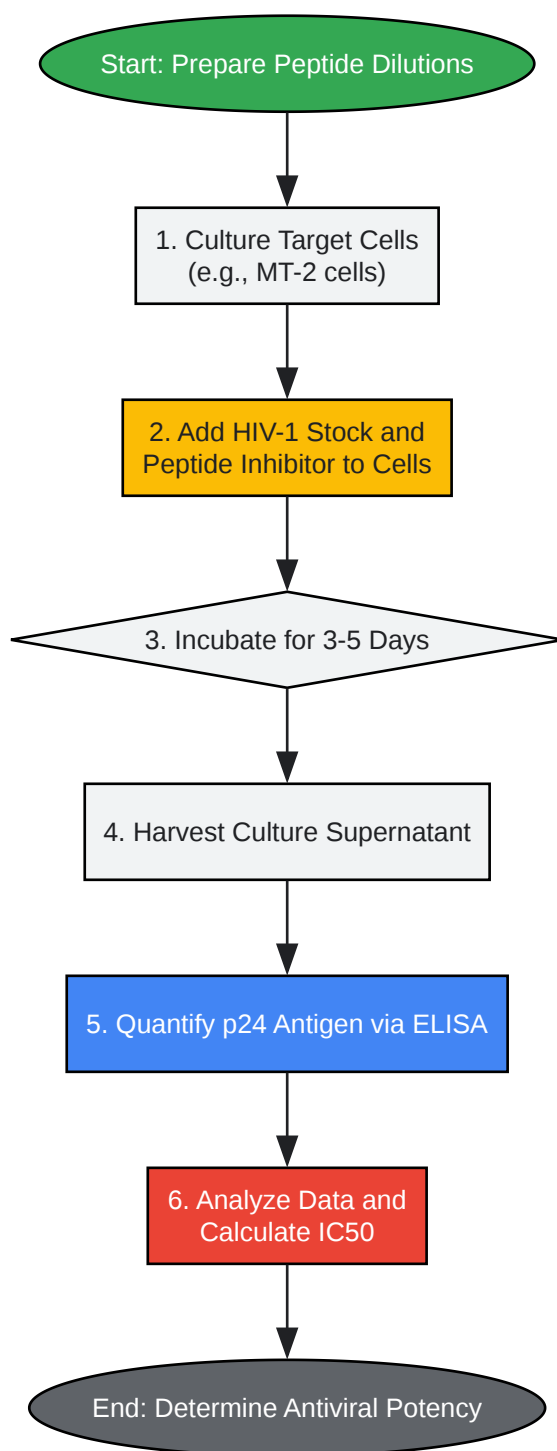 Start: Prepare Peptide Dilutions
1. Culture Target Cells
(e.g., MT-2 cells)
2. Add HIV-1 Stock and
Peptide Inhibitor to Cells
3. Incubate for 3-5 Days
4. Harvest Culture Supernatant
5. Quantify p24 Antigen via ELISA
6. Analyze Data and
Calculate IC50
End: Determine Antiviral Potency